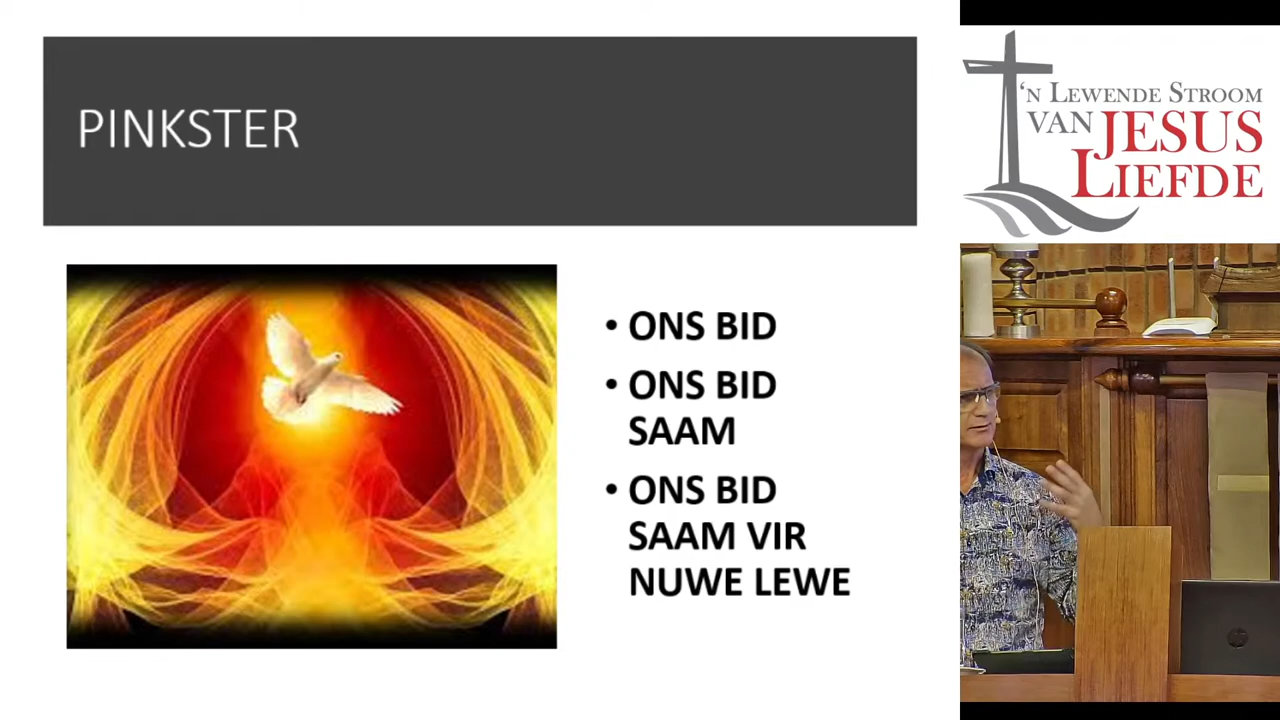 PINKSTER
• ONS BID
• ONS BID
SAAM
• ONS BID
SAAM VIR
NUWE LEWE
'N LEWENDE STROOM
VAN JESUS
LIEFDE